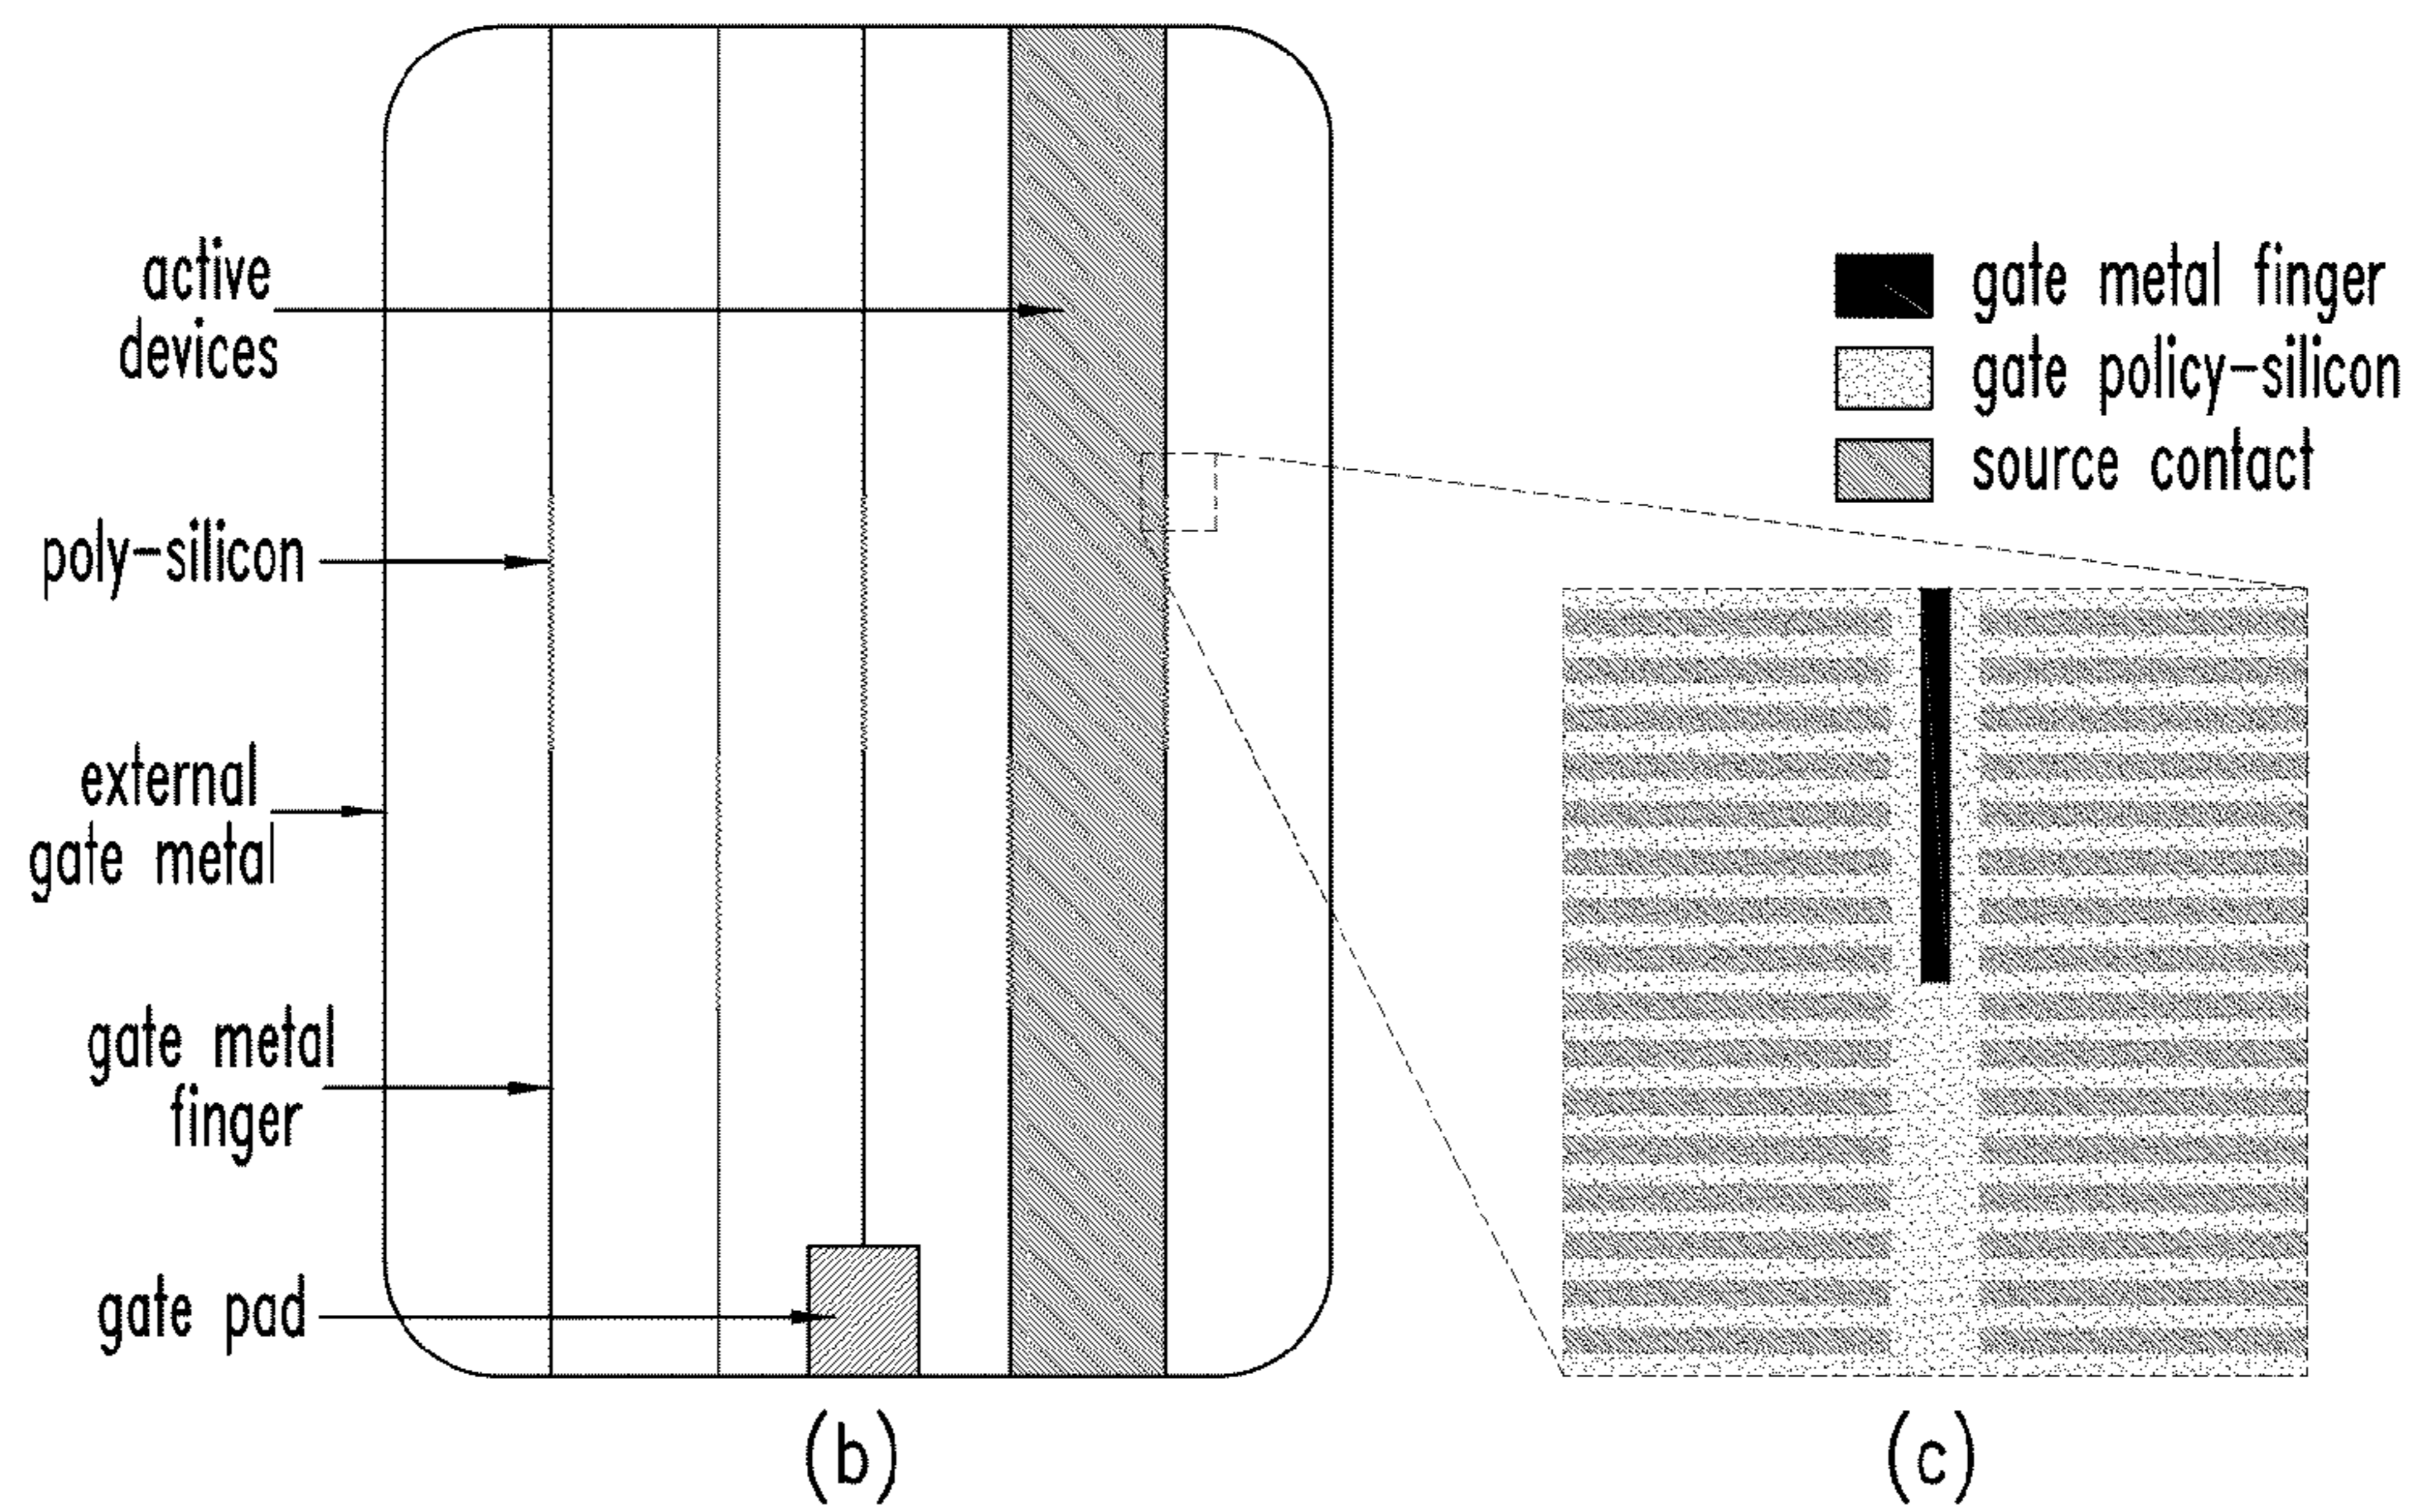 active
devices
poly-silicon
external
gate metal
gate metal
finger
gate pad
(b)
gate metal finger
gate policy-silicon
source contact
(c)